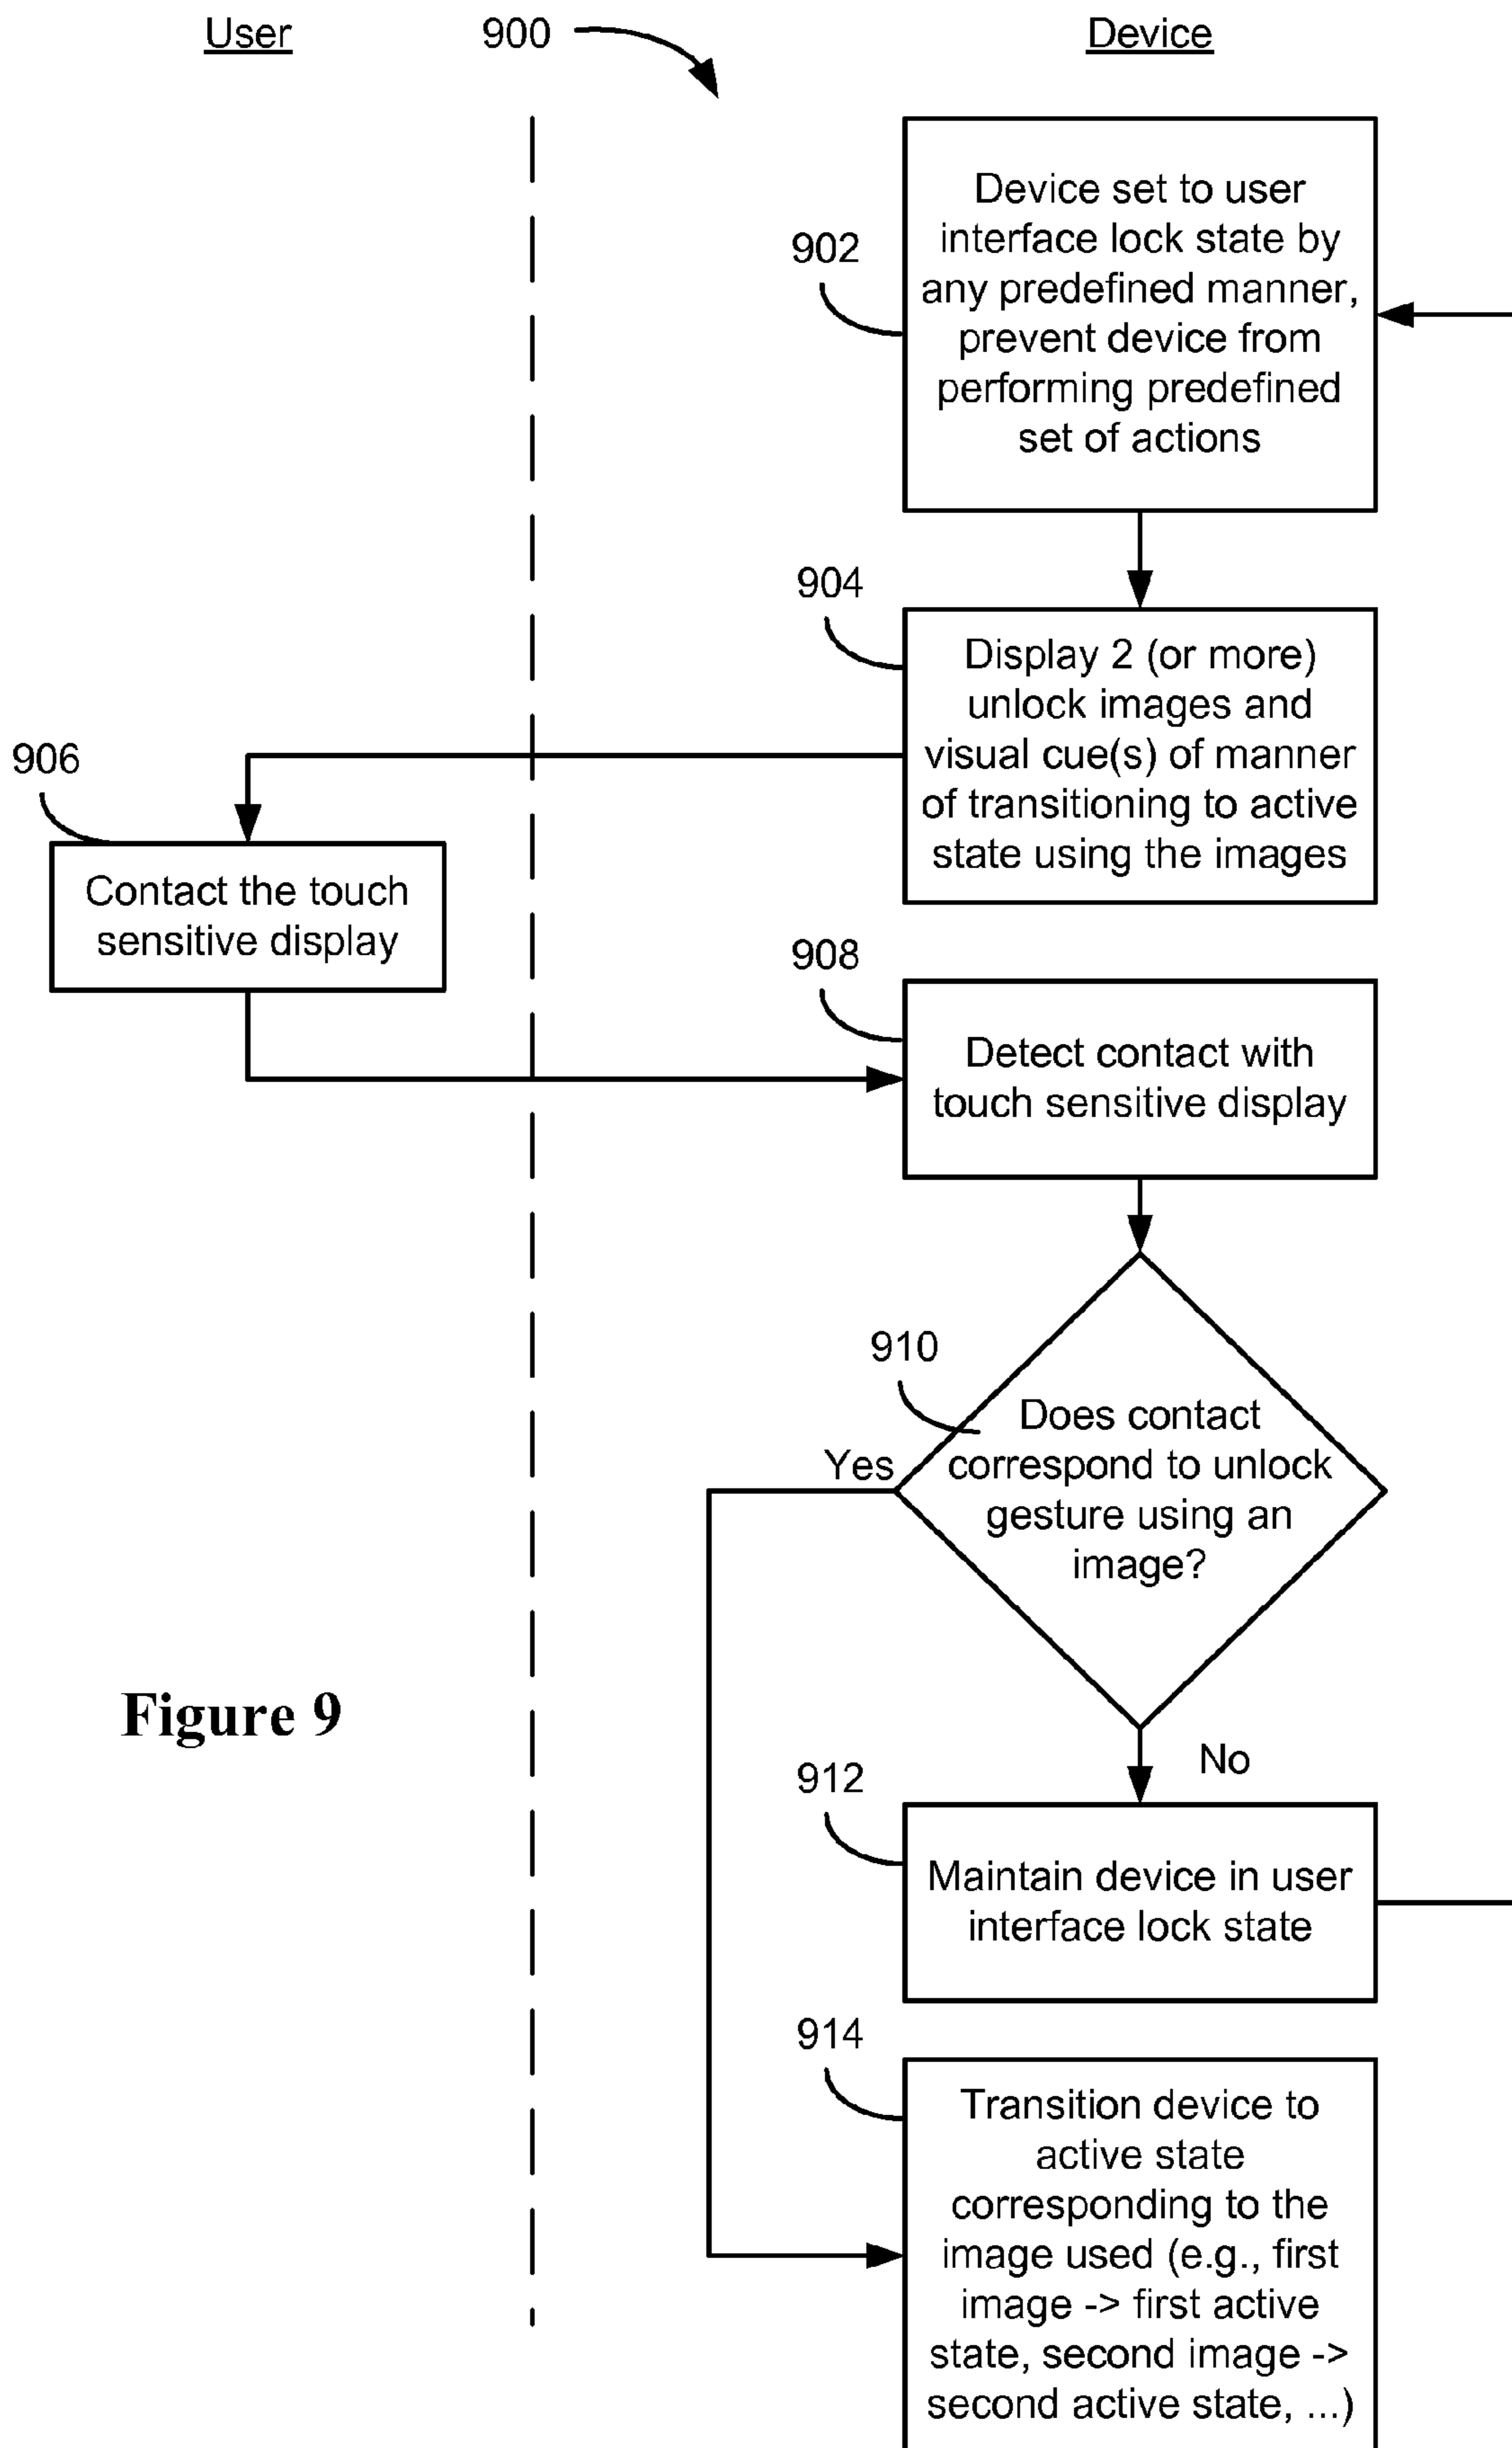 User
900
Device
902
Device set to user
interface lock state by
any predefined manner,
prevent device from
performing predefined
set of actions
904
Display 2 (or more)
unlock images and
visual cue(s) of manner
of transitioning to active
state using the images
906
Contact the touch
sensitive display
908
Detect contact with
touch sensitive display
910
Does contact
correspond to unlock
gesture using an
image?
Yes
No
Figure 9
912
Maintain device in user
interface lock state
914
Transition device to
active state
corresponding to the
image used (e.g., first
image -> first active
state, second image ->
second active state, ...)